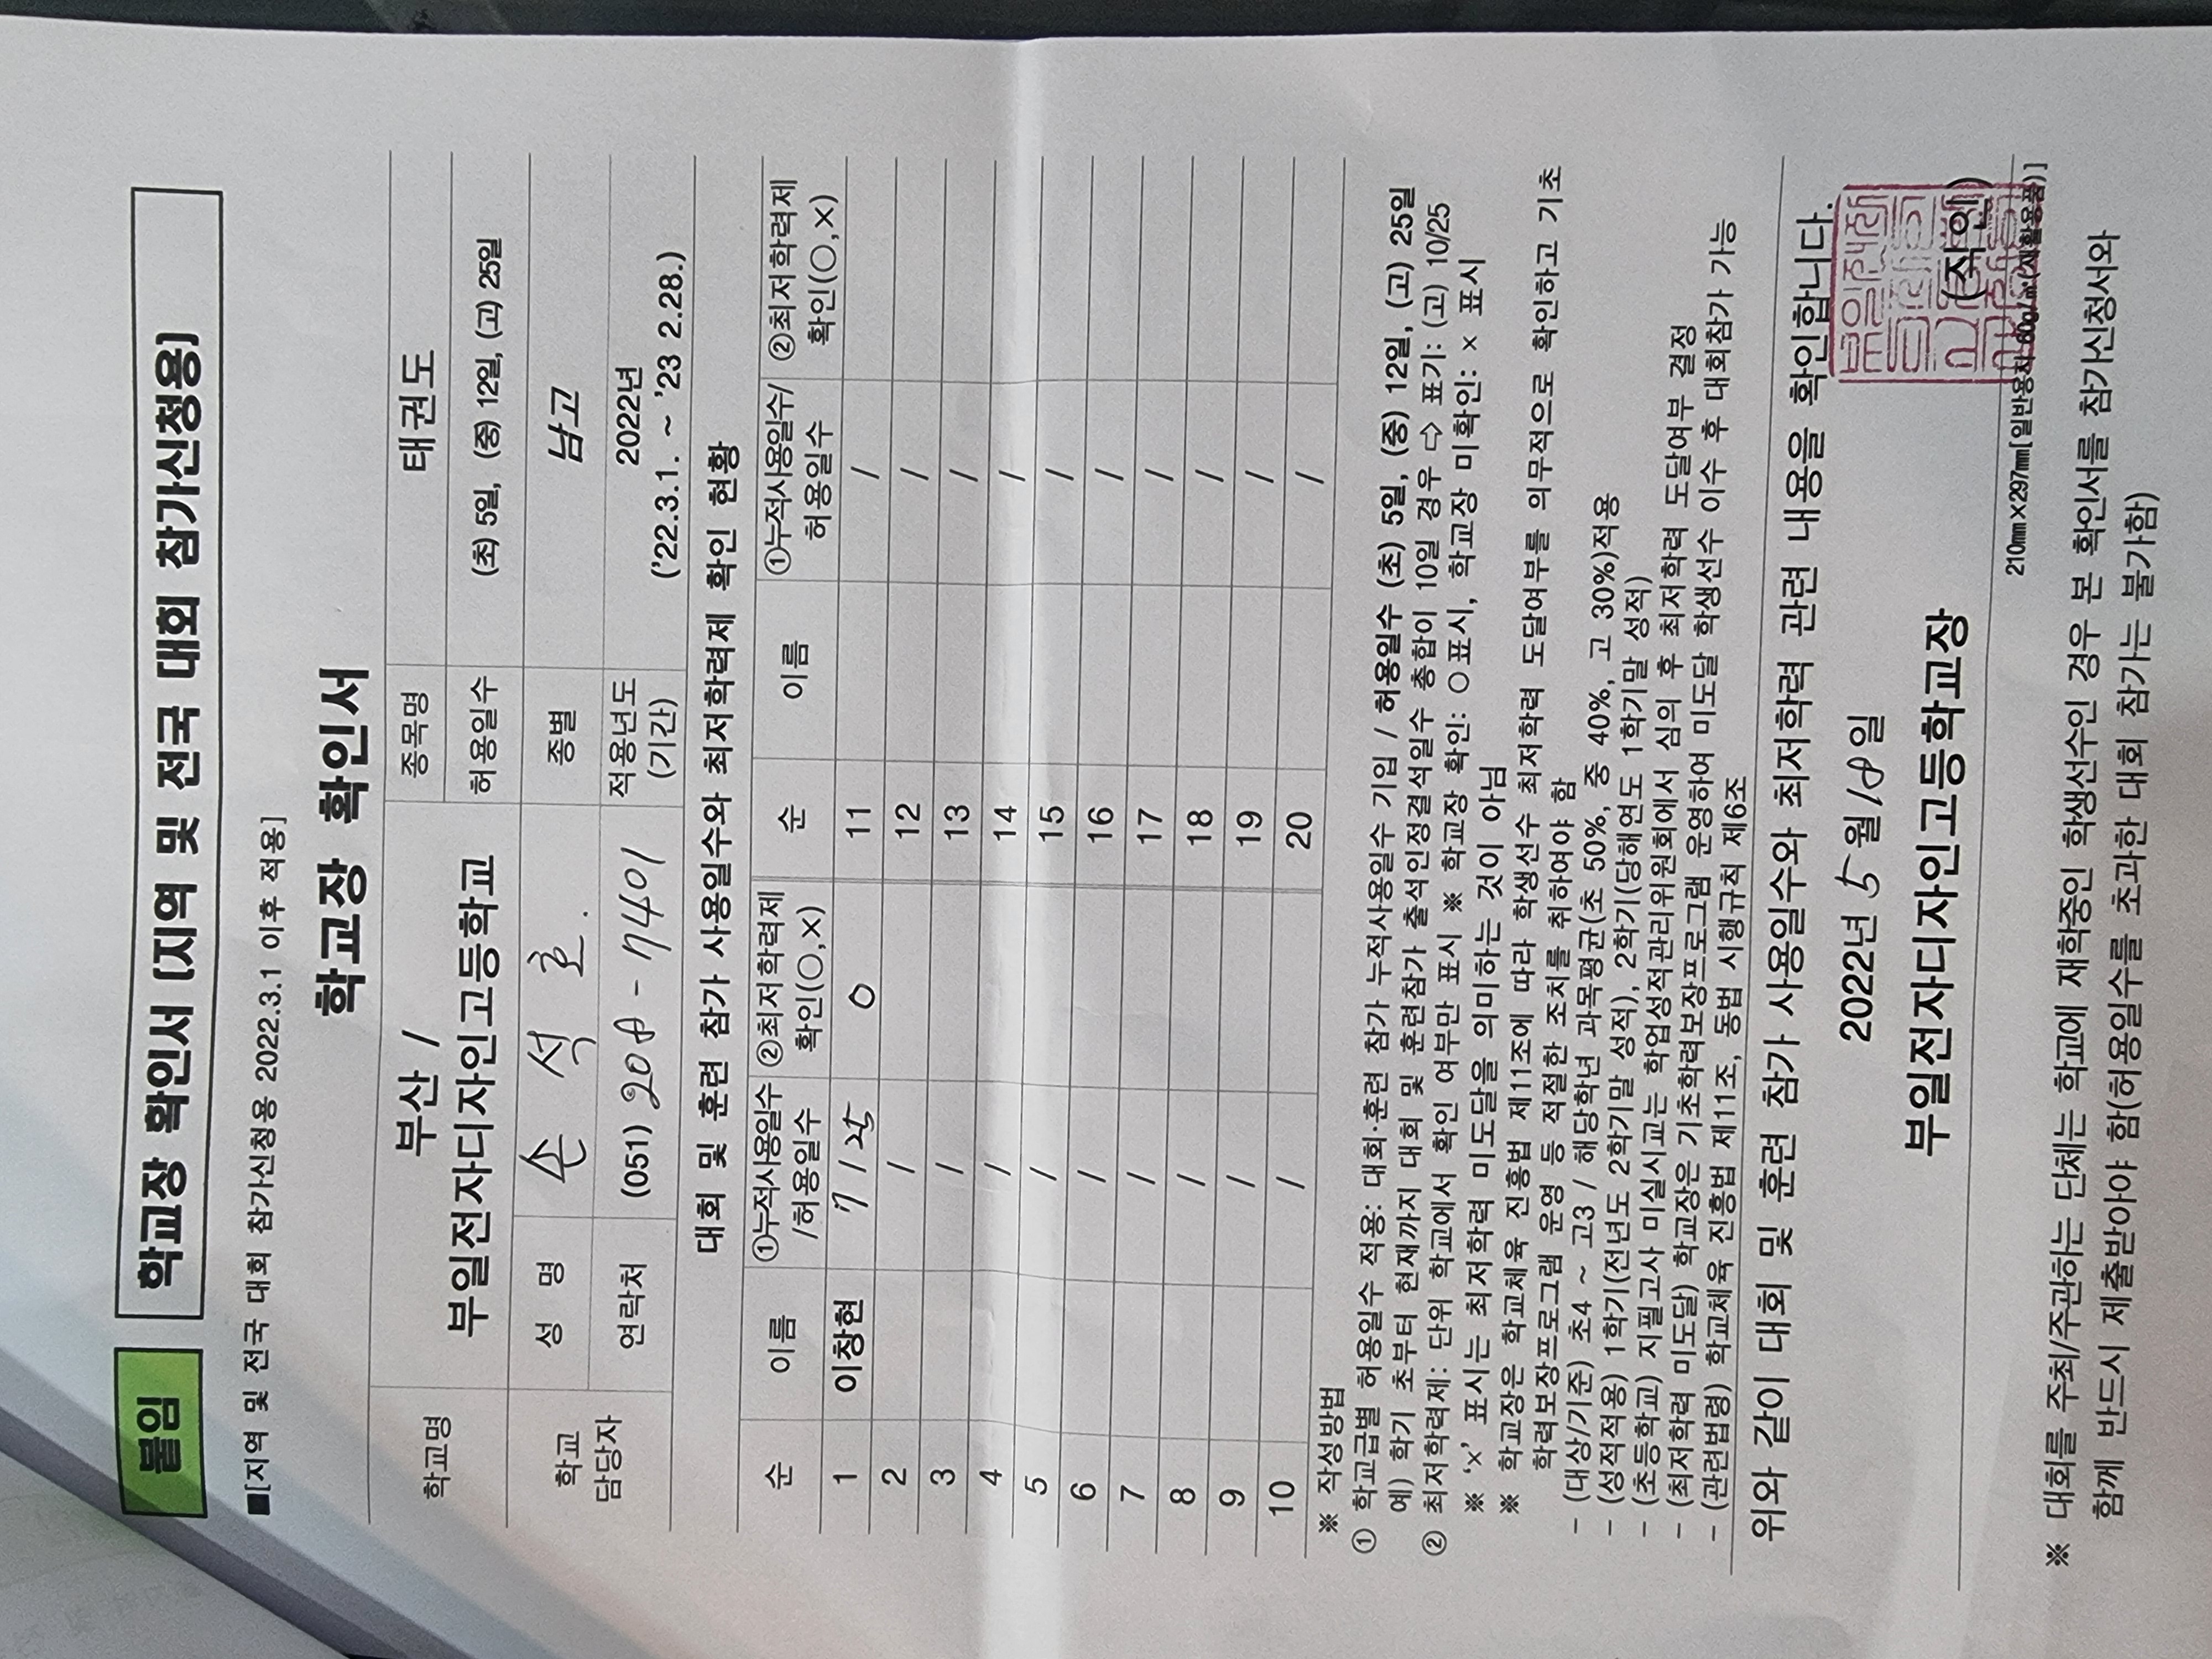 붙임
학교장 확인서 (지역 및 전국 대회 참가신청용)
■[지역 및 전국 대회 참가신청용 2022.3.1 이후 적용]
학교장 확인서
학교명 부산 / 부일전자디자인고등학교 종목명 태권도
허용일수 (초) 5일, (중) 12일, (고) 25일
학교 담당자 성 명 손 석 호. 종별 남고
연락처 (051) 208 - 7401 적용년도 (기간) 2022년 ('22.3.1. ~ '23 2.28.)
대회 및 훈련 참가 사용일수와 최저학력제 확인 현황
순 이름 ①누적사용일수/허용일수 ②최저학력제 확인(○,×) 순 이름 ①누적사용일수/허용일수 ②최저학력제 확인(○,×)
1 이창현 7 / 25 ○ 11 /
2 / 12 /
3 / 13 /
4 / 14 /
5 / 15 /
6 / 16 /
7 / 17 /
8 / 18 /
9 / 19 /
10 / 20 /
※ 작성방법
① 학교급별 허용일수 적용: 대회·훈련 참가 누적사용일수 기입 / 허용일수 (초) 5일, (중) 12일, (고) 25일
예) 학기 초부터 현재까지 대회 및 훈련참가 출석인정결석일수 총합이 10일 경우 ⇨ 표기: (고) 10/25
② 최저학력제: 단위 학교에서 확인 여부만 표시 ※ 학교장 확인: ○표시, 학교장 미확인: × 표시
※ '×' 표시는 최저학력 미도달을 의미하는 것이 아님
※ 학교장은 학교체육 진흥법 제11조에 따라 학생선수 최저학력 도달여부를 의무적으로 확인하고 기초
학력보장프로그램 운영 등 적절한 조치를 취하여야 함
- (대상/기준) 초4 ~ 고3 / 해당학년 과목평균(초 50%, 중 40%, 고 30%)적용
- (성적적용) 1학기(전년도 2학기말 성적), 2학기(당해연도 1학기말 성적)
- (초등학교) 지필고사 미실시교는 학업성적관리위원회에서 심의 후 최저학력 도달여부 결정
- (최저학력 미도달) 학교장은 기초학력보장프로그램 운영하여 미도달 학생선수 이수 후 대회참가 가능
- (관련법령) 학교체육 진흥법 제11조, 동법 시행규칙 제6조
위와 같이 대회 및 훈련 참가 사용일수와 최저학력 관련 내용을 확인합니다.
2022년 5월 18일
부일전자디자인고등학교장 (직인)
210㎜×297㎜[일반용지 60g/㎡(재활용품)]
※ 대회를 주최/주관하는 단체는 학교에 재학중인 학생선수인 경우 본 확인서를 참가신청서와
함께 반드시 제출받아야 함(허용일수를 초과한 대회 참가는 불가함)